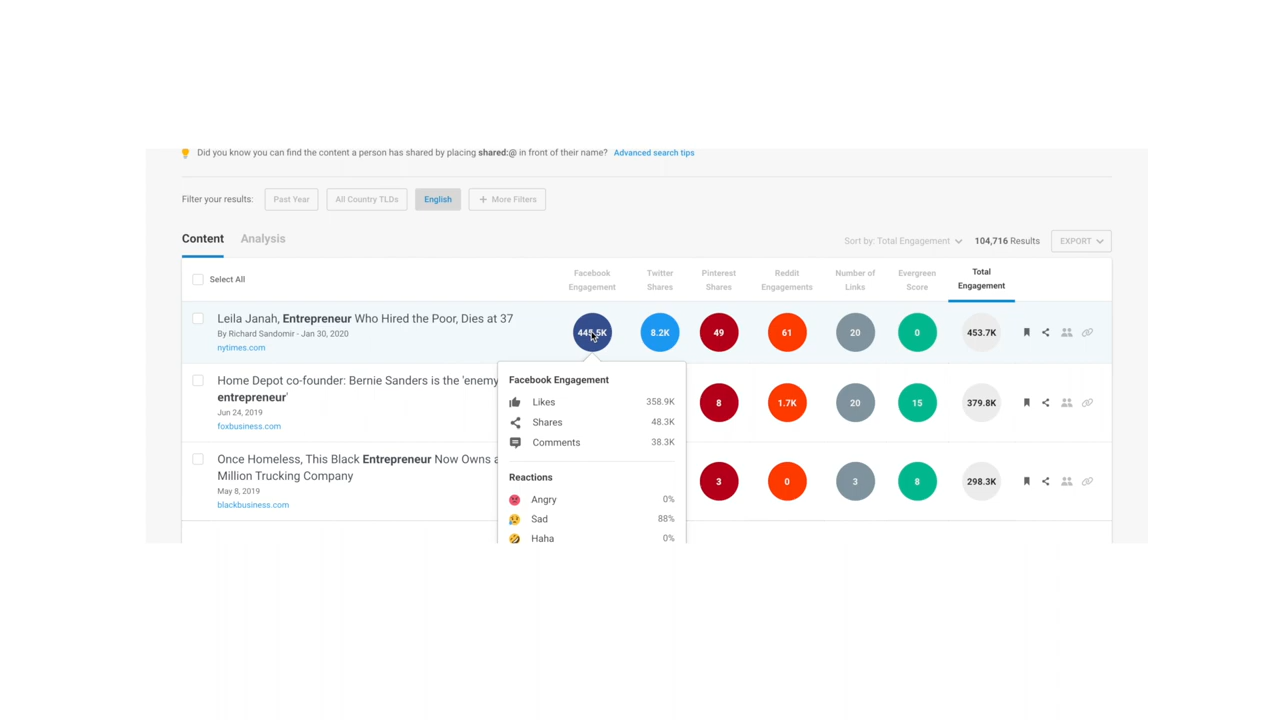 Did you know you can find the content a person has shared by placing shared:@ in front of their name? Advanced search tips
Filter your results: Past Year All Country TLDs English + More Filters
Content Analysis
Sort by: Total Engagement 104,716 Results EXPORT
Select All
Facebook Engagement
Twitter Shares
Pinterest Shares
Reddit Engagements
Number of Links
Evergreen Score
Total Engagement
Leila Janah, Entrepreneur Who Hired the Poor, Dies at 37
By Richard Sandomir - Jan 30, 2020
nytimes.com
445.5K 8.2K 49 61 20 0 453.7K
Home Depot co-founder: Bernie Sanders is the 'enemy
entrepreneur'
Jun 24, 2019
foxbusiness.com
8 1.7K 20 15 379.8K
Once Homeless, This Black Entrepreneur Now Owns a
Million Trucking Company
May 8, 2019
blackbusiness.com
3 0 3 8 298.3K
Facebook Engagement
Likes 358.9K
Shares 48.3K
Comments 38.3K
Reactions
Angry 0%
Sad 88%
Haha 0%